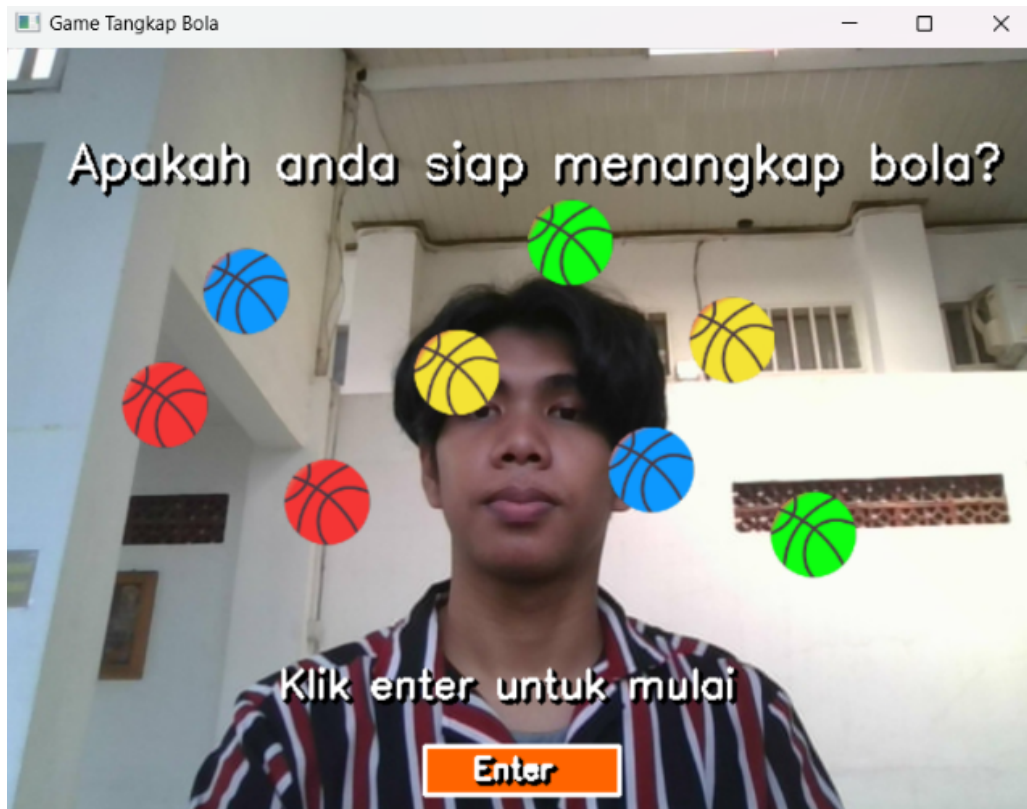 Game Tangkap Bola
Apakah anda siap menangkap bola?
Klik enter untuk mulai
Enter